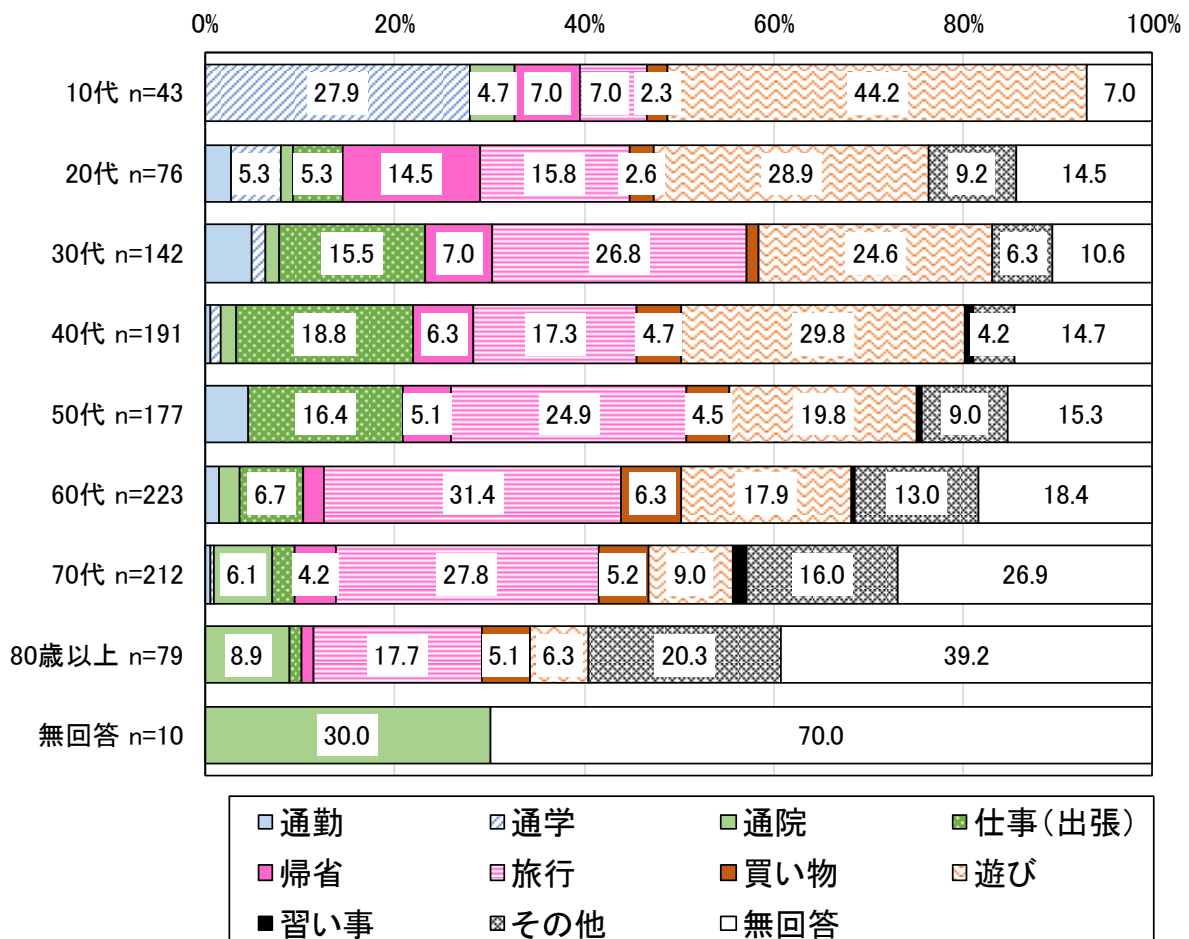 0% 20% 40% 60% 80% 100%
10代 n=43 27.9 4.7 7.0 7.0 2.3 44.2 7.0
20代 n=76 5.3 5.3 14.5 15.8 2.6 28.9 9.2 14.5
30代 n=142 15.5 7.0 26.8 24.6 6.3 10.6
40代 n=191 18.8 6.3 17.3 4.7 29.8 4.2 14.7
50代 n=177 16.4 5.1 24.9 4.5 19.8 9.0 15.3
60代 n=223 6.7 31.4 6.3 17.9 13.0 18.4
70代 n=212 6.1 4.2 27.8 5.2 9.0 16.0 26.9
80歳以上 n=79 8.9 17.7 5.1 6.3 20.3 39.2
無回答 n=10 30.0 70.0
通勤 通学 通院 仕事(出張)
帰省 旅行 買い物 遊び
習い事 その他 無回答